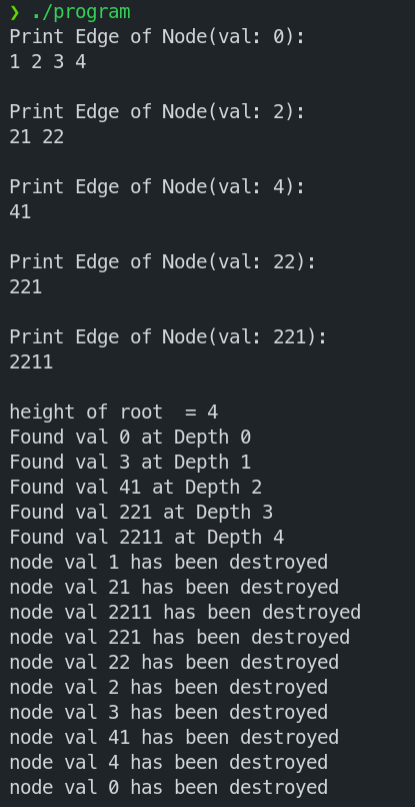 ❯ ./program
Print Edge of Node(val: 0):
1 2 3 4
Print Edge of Node(val: 2):
21 22
Print Edge of Node(val: 4):
41
Print Edge of Node(val: 22):
221
Print Edge of Node(val: 221):
2211
height of root  = 4
Found val 0 at Depth 0
Found val 3 at Depth 1
Found val 41 at Depth 2
Found val 221 at Depth 3
Found val 2211 at Depth 4
node val 1 has been destroyed
node val 21 has been destroyed
node val 2211 has been destroyed
node val 221 has been destroyed
node val 22 has been destroyed
node val 2 has been destroyed
node val 3 has been destroyed
node val 41 has been destroyed
node val 4 has been destroyed
node val 0 has been destroyed